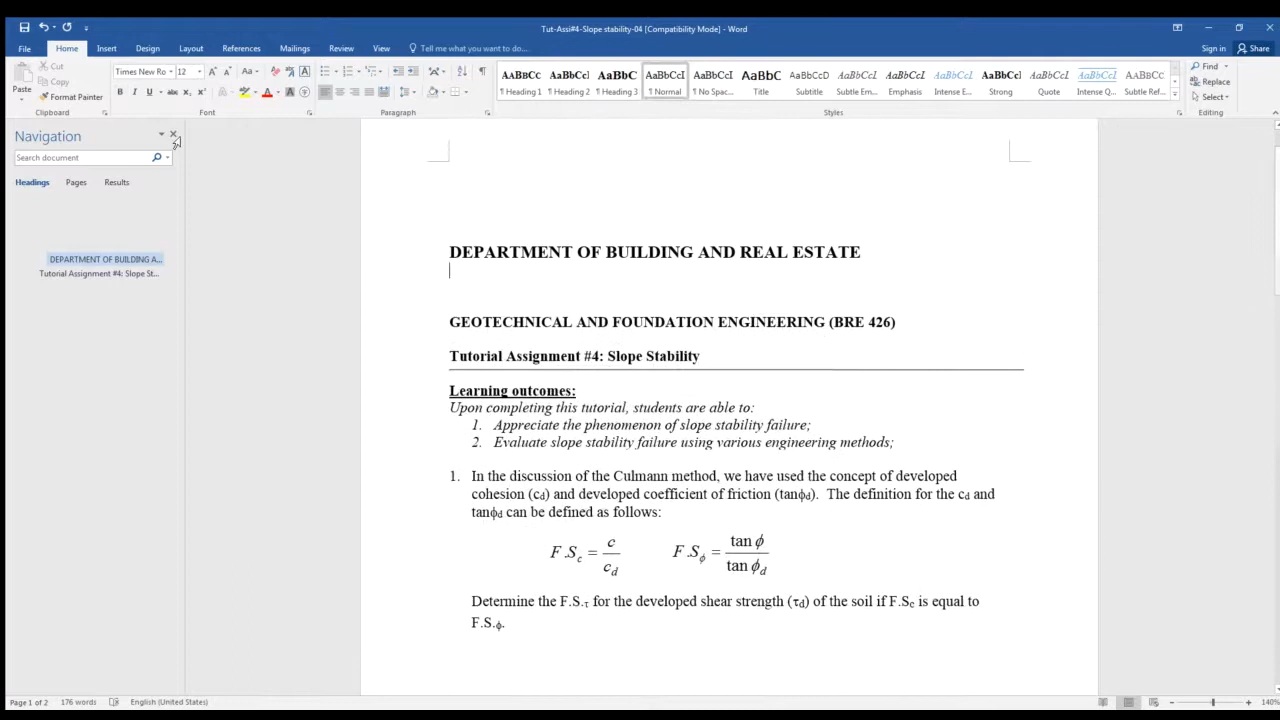 Tut-Assi#4-Slope stability-04 [Compatibility Mode] - Word
File Home Insert Design Layout References Mailings Review View Tell me what you want to do... Sign in Share
Cut
Copy
Paste
Format Painter
Clipboard
Times New Ro 12
Font
Paragraph
AaBbCc AaBbCc AaBbC AaBbCcI AaBbCcI AaBbC AaBbCcD AaBbCcI AaBbCcI AaBbCcI AaBbCcI AaBbCcI AaBbCcI AABBCC
¶ Heading 1 ¶ Heading 2 ¶ Heading 3 ¶ Normal ¶ No Spac... Title Subtitle Subtle Em... Emphasis Intense E... Strong Quote Intense Q... Subtle Ref...
Styles
Find
Replace
Select
Editing
Navigation
Search document
Headings Pages Results
DEPARTMENT OF BUILDING A...
Tutorial Assignment #4: Slope St...
DEPARTMENT OF BUILDING AND REAL ESTATE
GEOTECHNICAL AND FOUNDATION ENGINEERING (BRE 426)
Tutorial Assignment #4: Slope Stability
Learning outcomes:
Upon completing this tutorial, students are able to:
1. Appreciate the phenomenon of slope stability failure;
2. Evaluate slope stability failure using various engineering methods;
1. In the discussion of the Culmann method, we have used the concept of developed
cohesion (cd) and developed coefficient of friction (tanϕd). The definition for the cd and
tanϕd can be defined as follows:
F.Sc = c/cd F.Sϕ = tan ϕ/tan ϕd
Determine the F.S.τ for the developed shear strength (τd) of the soil if F.Sc is equal to
F.S.ϕ.
Page 1 of 2 176 words English (United States) 140%